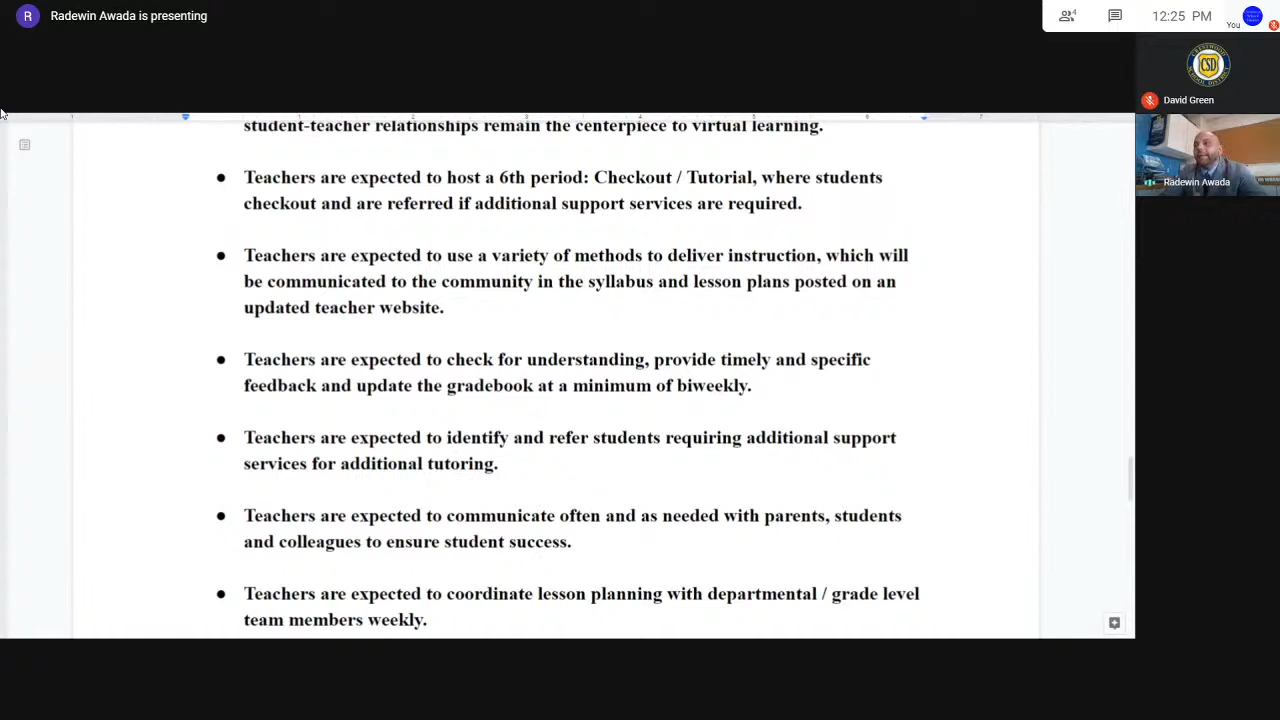 R Radewin Awada is presenting
4
12:25 PM
You
CSD
David Green
Radewin Awada
student-teacher relationships remain the centerpiece to virtual learning.
● Teachers are expected to host a 6th period: Checkout / Tutorial, where students
checkout and are referred if additional support services are required.
● Teachers are expected to use a variety of methods to deliver instruction, which will
be communicated to the community in the syllabus and lesson plans posted on an
updated teacher website.
● Teachers are expected to check for understanding, provide timely and specific
feedback and update the gradebook at a minimum of biweekly.
● Teachers are expected to identify and refer students requiring additional support
services for additional tutoring.
● Teachers are expected to communicate often and as needed with parents, students
and colleagues to ensure student success.
● Teachers are expected to coordinate lesson planning with departmental / grade level
team members weekly.